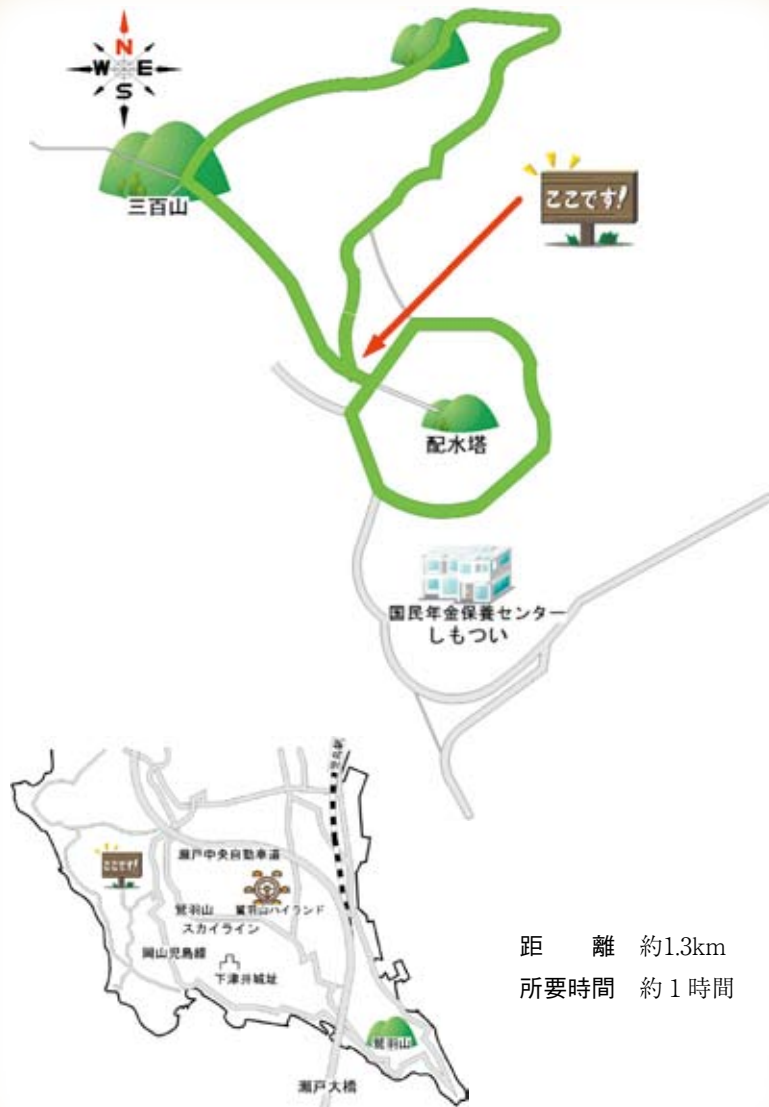 N
W E
S
三百山
ここです!
配水塔
国民年金保養センター
しもつい
瀬戸中央自動車道
ここです!
鷲羽山 鷲羽山ハイランド
スカイライン
岡山児島線
下津井城址
鷲羽山
瀬戸大橋
距 離 約1.3km
所要時間 約1時間